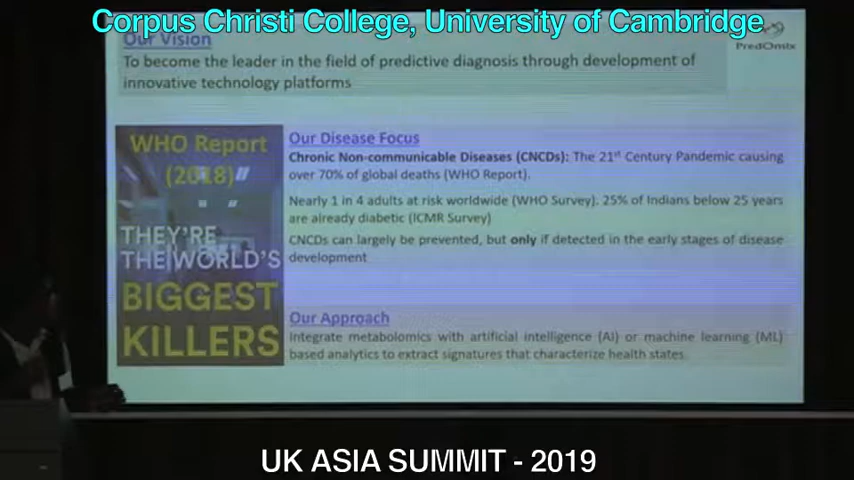 Corpus Christi College, University of Cambridge
Our Vision
PredOmix
To become the leader in the field of predictive diagnosis through development of
innovative technology platforms
WHO Report
(2018)
THEY'RE
THE WORLD'S
BIGGEST
KILLERS
Our Disease Focus
Chronic Non-communicable Diseases (CNCDs): The 21st Century Pandemic causing
over 70% of global deaths (WHO Report).
Nearly 1 in 4 adults at risk worldwide (WHO Survey). 25% of Indians below 25 years
are already diabetic (ICMR Survey)
CNCDs can largely be prevented, but only if detected in the early stages of disease
development
Our Approach
Integrate metabolomics with artificial intelligence (AI) or machine learning (ML)
based analytics to extract signatures that characterize health states.
UK ASIA SUMMIT - 2019